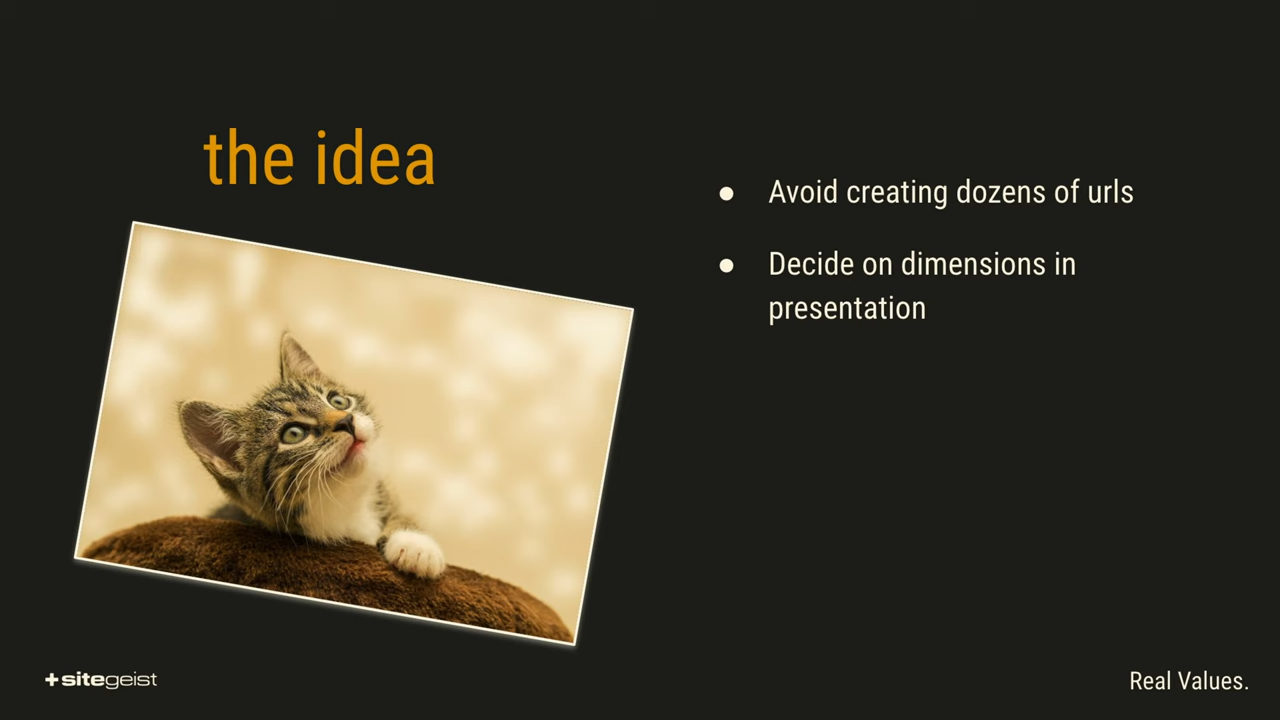 the idea
● Avoid creating dozens of urls
● Decide on dimensions in
presentation
+sitegeist
Real Values.